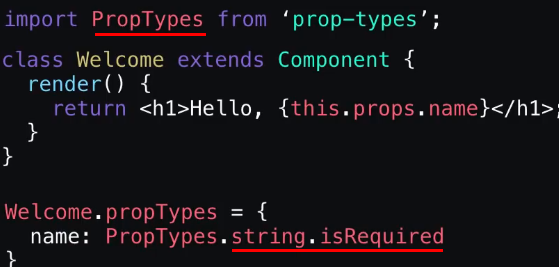 import PropTypes from ‘prop-types’;
class Welcome extends Component {
render() {
return <h1>Hello, {this.props.name}</h1>;
}
}
Welcome.propTypes = {
name: PropTypes.string.isRequired
}